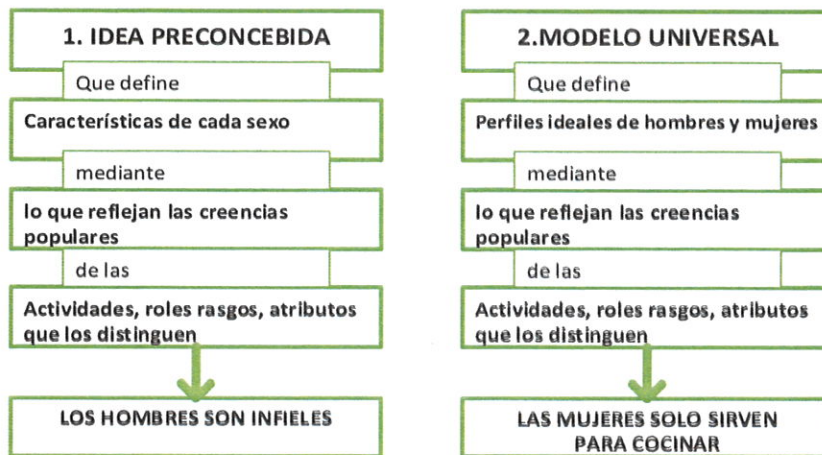 1. IDEA PRECONCEBIDA
Que define
Características de cada sexo
mediante
lo que reflejan las creencias
populares
de las
Actividades, roles rasgos, atributos
que los distinguen
LOS HOMBRES SON INFIELES
2.MODELO UNIVERSAL
Que define
Perfiles ideales de hombres y mujeres
mediante
lo que reflejan las creencias
populares
de las
Actividades, roles rasgos, atributos
que los distinguen
LAS MUJERES SOLO SIRVEN
PARA COCINAR